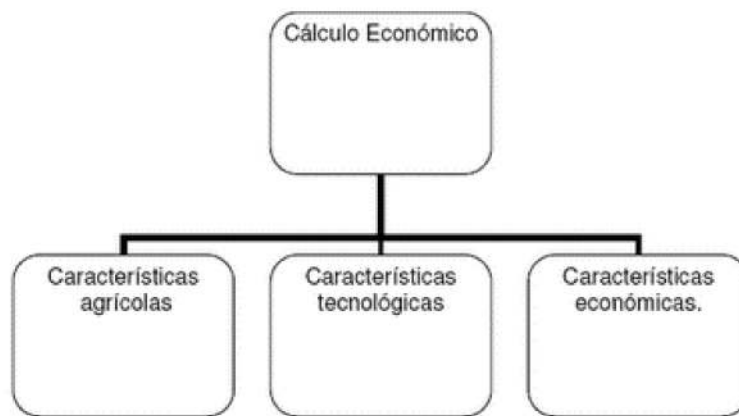 Cálculo Económico
Características
agrícolas
Características
tecnológicas
Características
económicas.